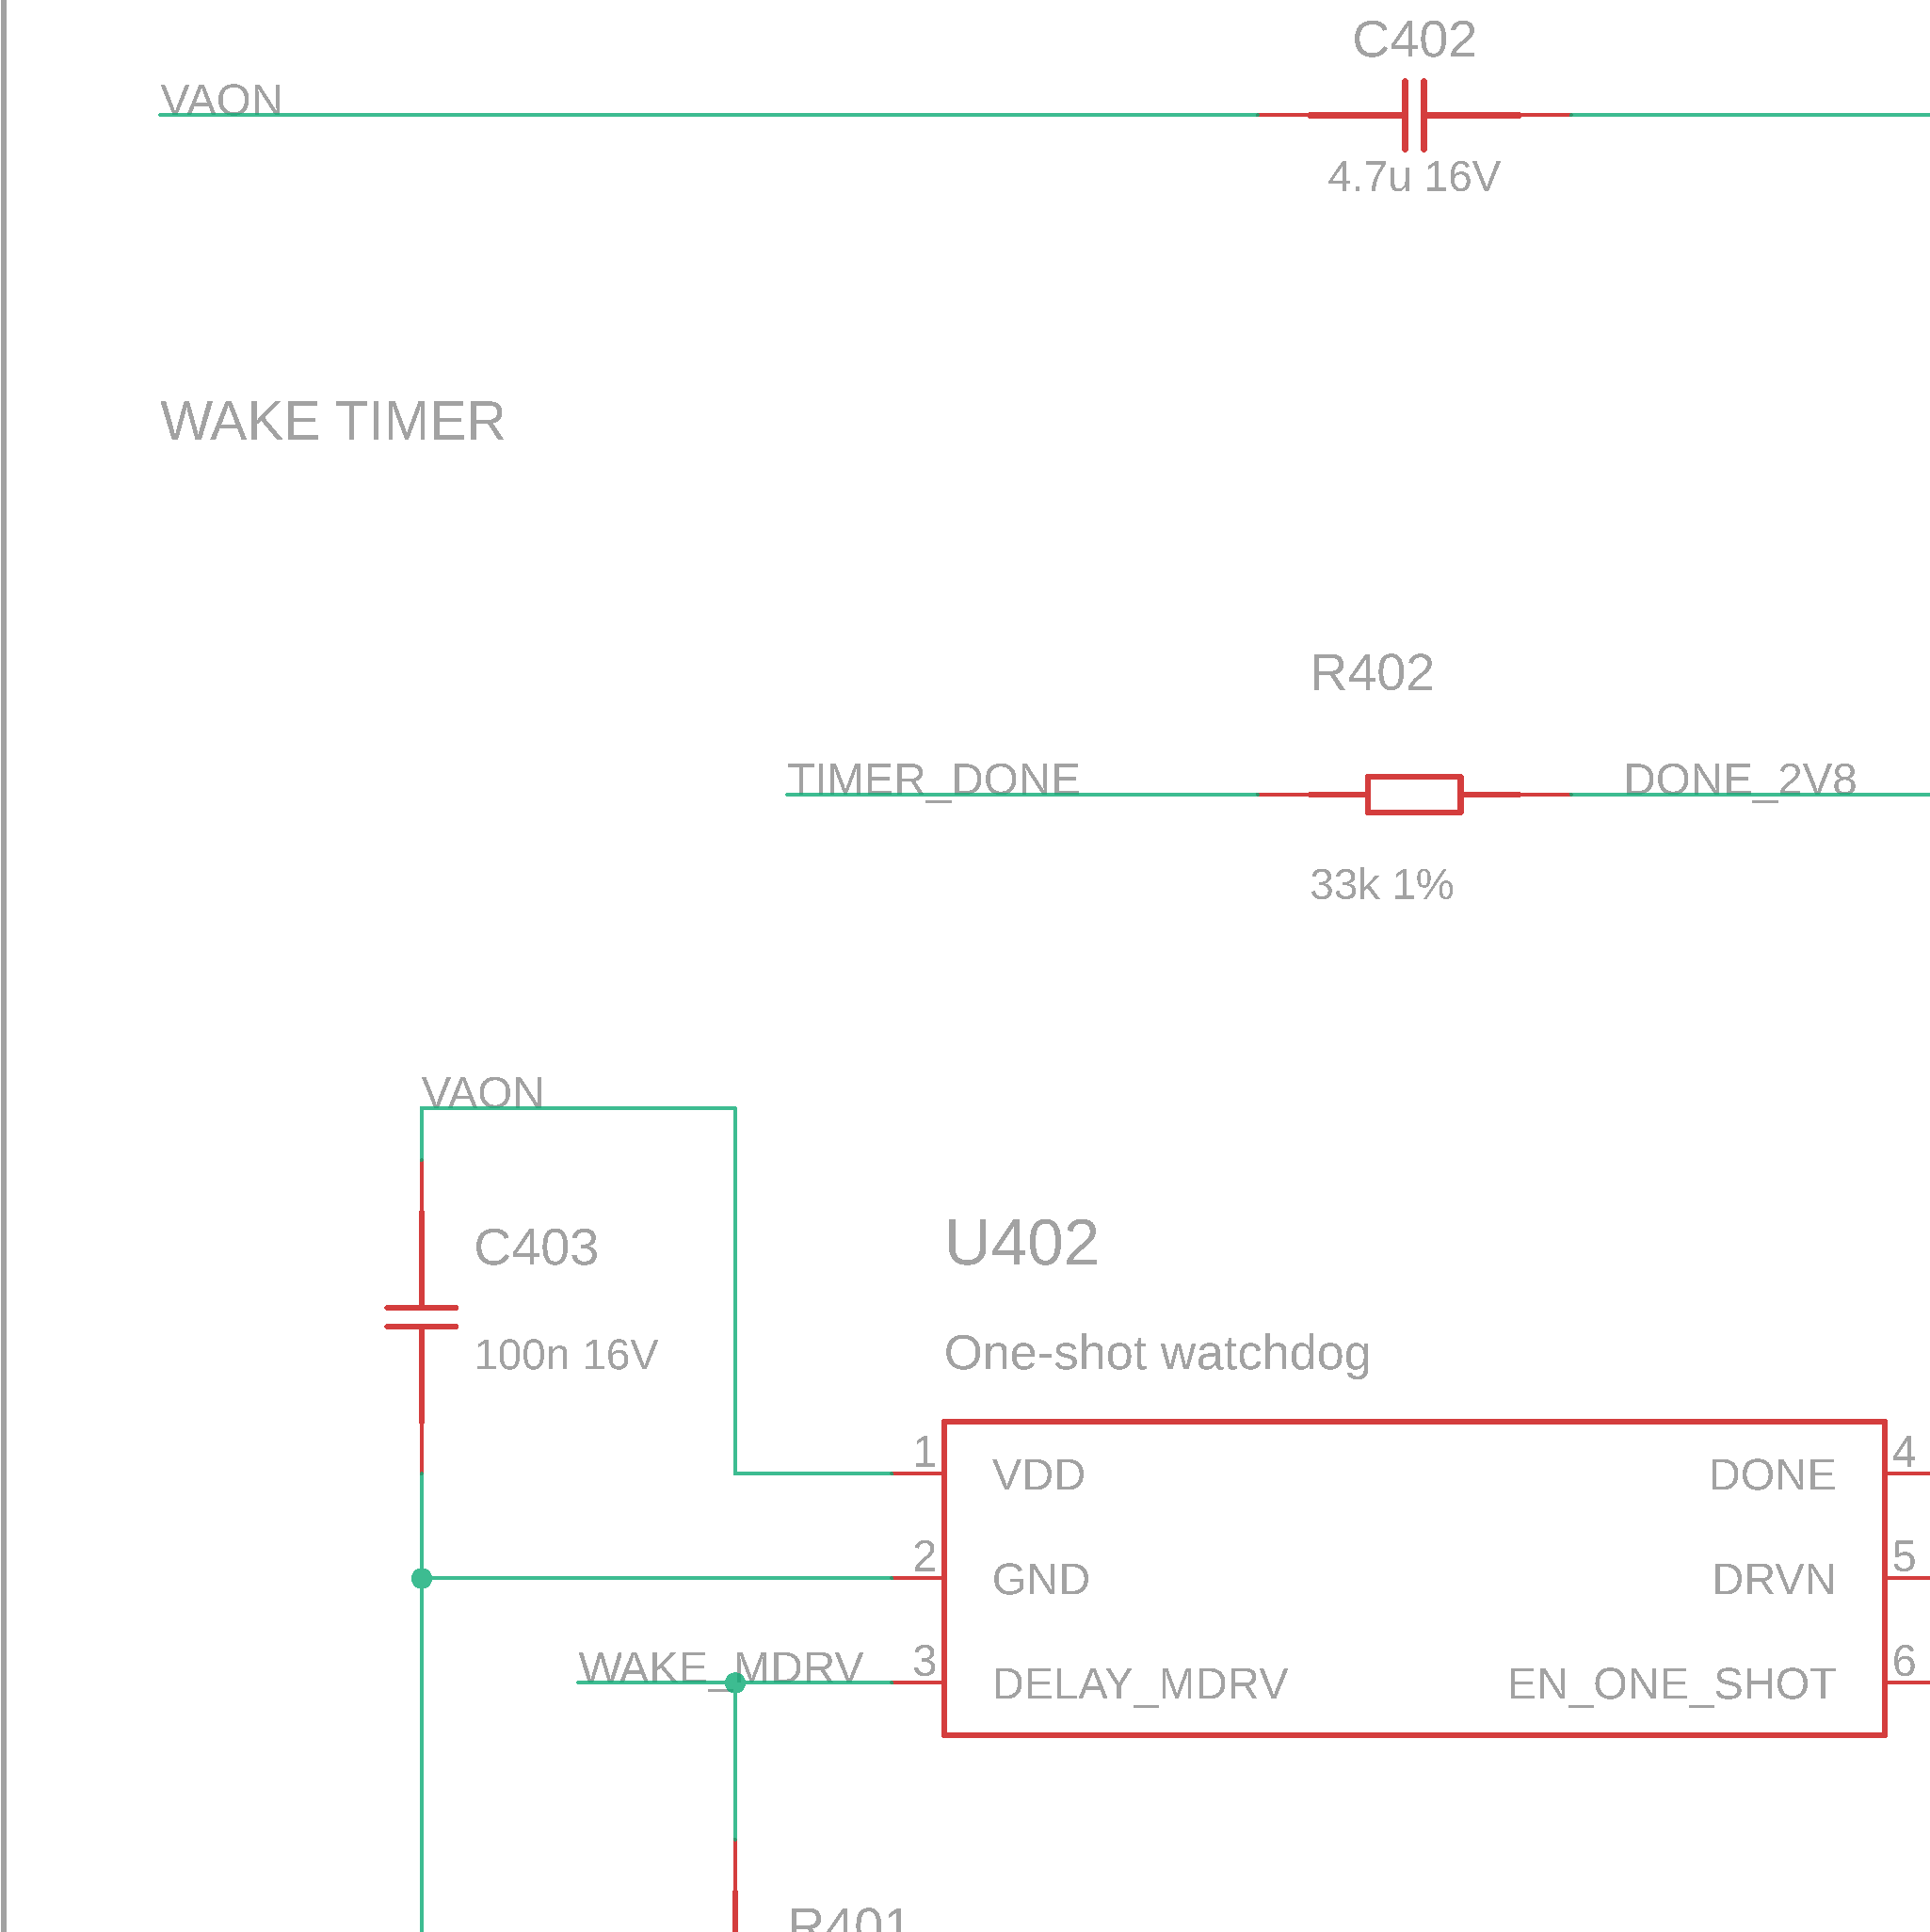 C402
VAON
4.7u 16V
WAKE TIMER
R402
TIMER_DONE
DONE_2V8
33k 1%
VAON
C403
100n 16V
U402
One-shot watchdog
1
VDD
DONE
4
2
GND
DRVN
5
WAKE_MDRV
3
DELAY_MDRV
EN_ONE_SHOT
6
R401